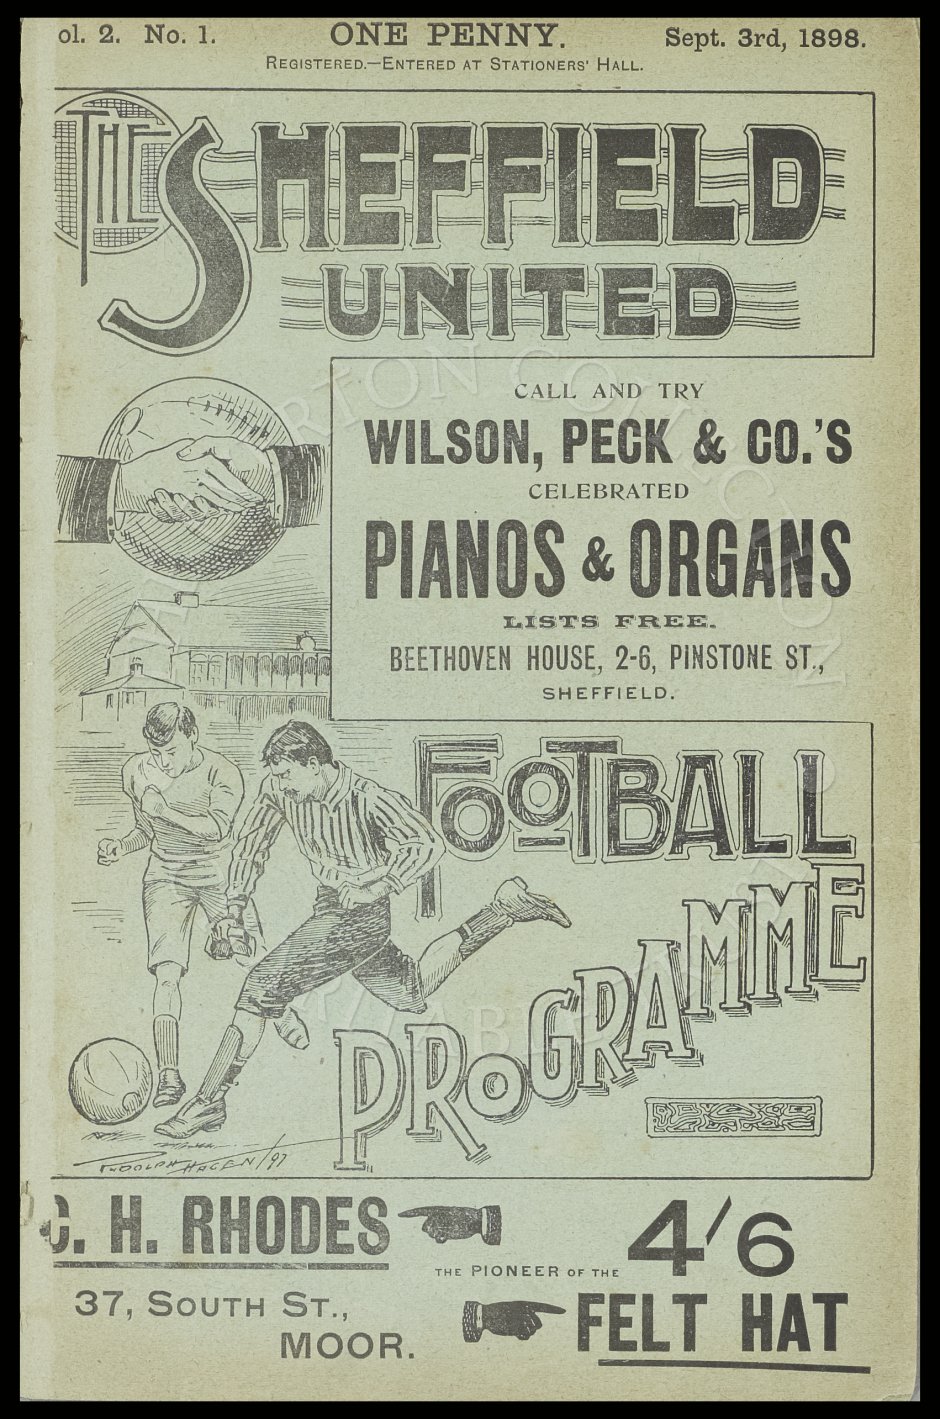 ol. 2. No. 1. ONE PENNY. Sept. 3rd, 1898.
REGISTERED.—ENTERED AT STATIONERS' HALL.
THE
SHEFFIELD
UNITED
CALL AND TRY
WILSON, PECK & CO.'S
CELEBRATED
PIANOS & ORGANS
LISTS FREE.
BEETHOVEN HOUSE, 2-6, PINSTONE ST.,
SHEFFIELD.
FOOTBALL
PROGRAMME
RUDOLPH HAGEN/97
C. H. RHODES
37, SOUTH ST.,
MOOR.
4/6
THE PIONEER OF THE
FELT HAT